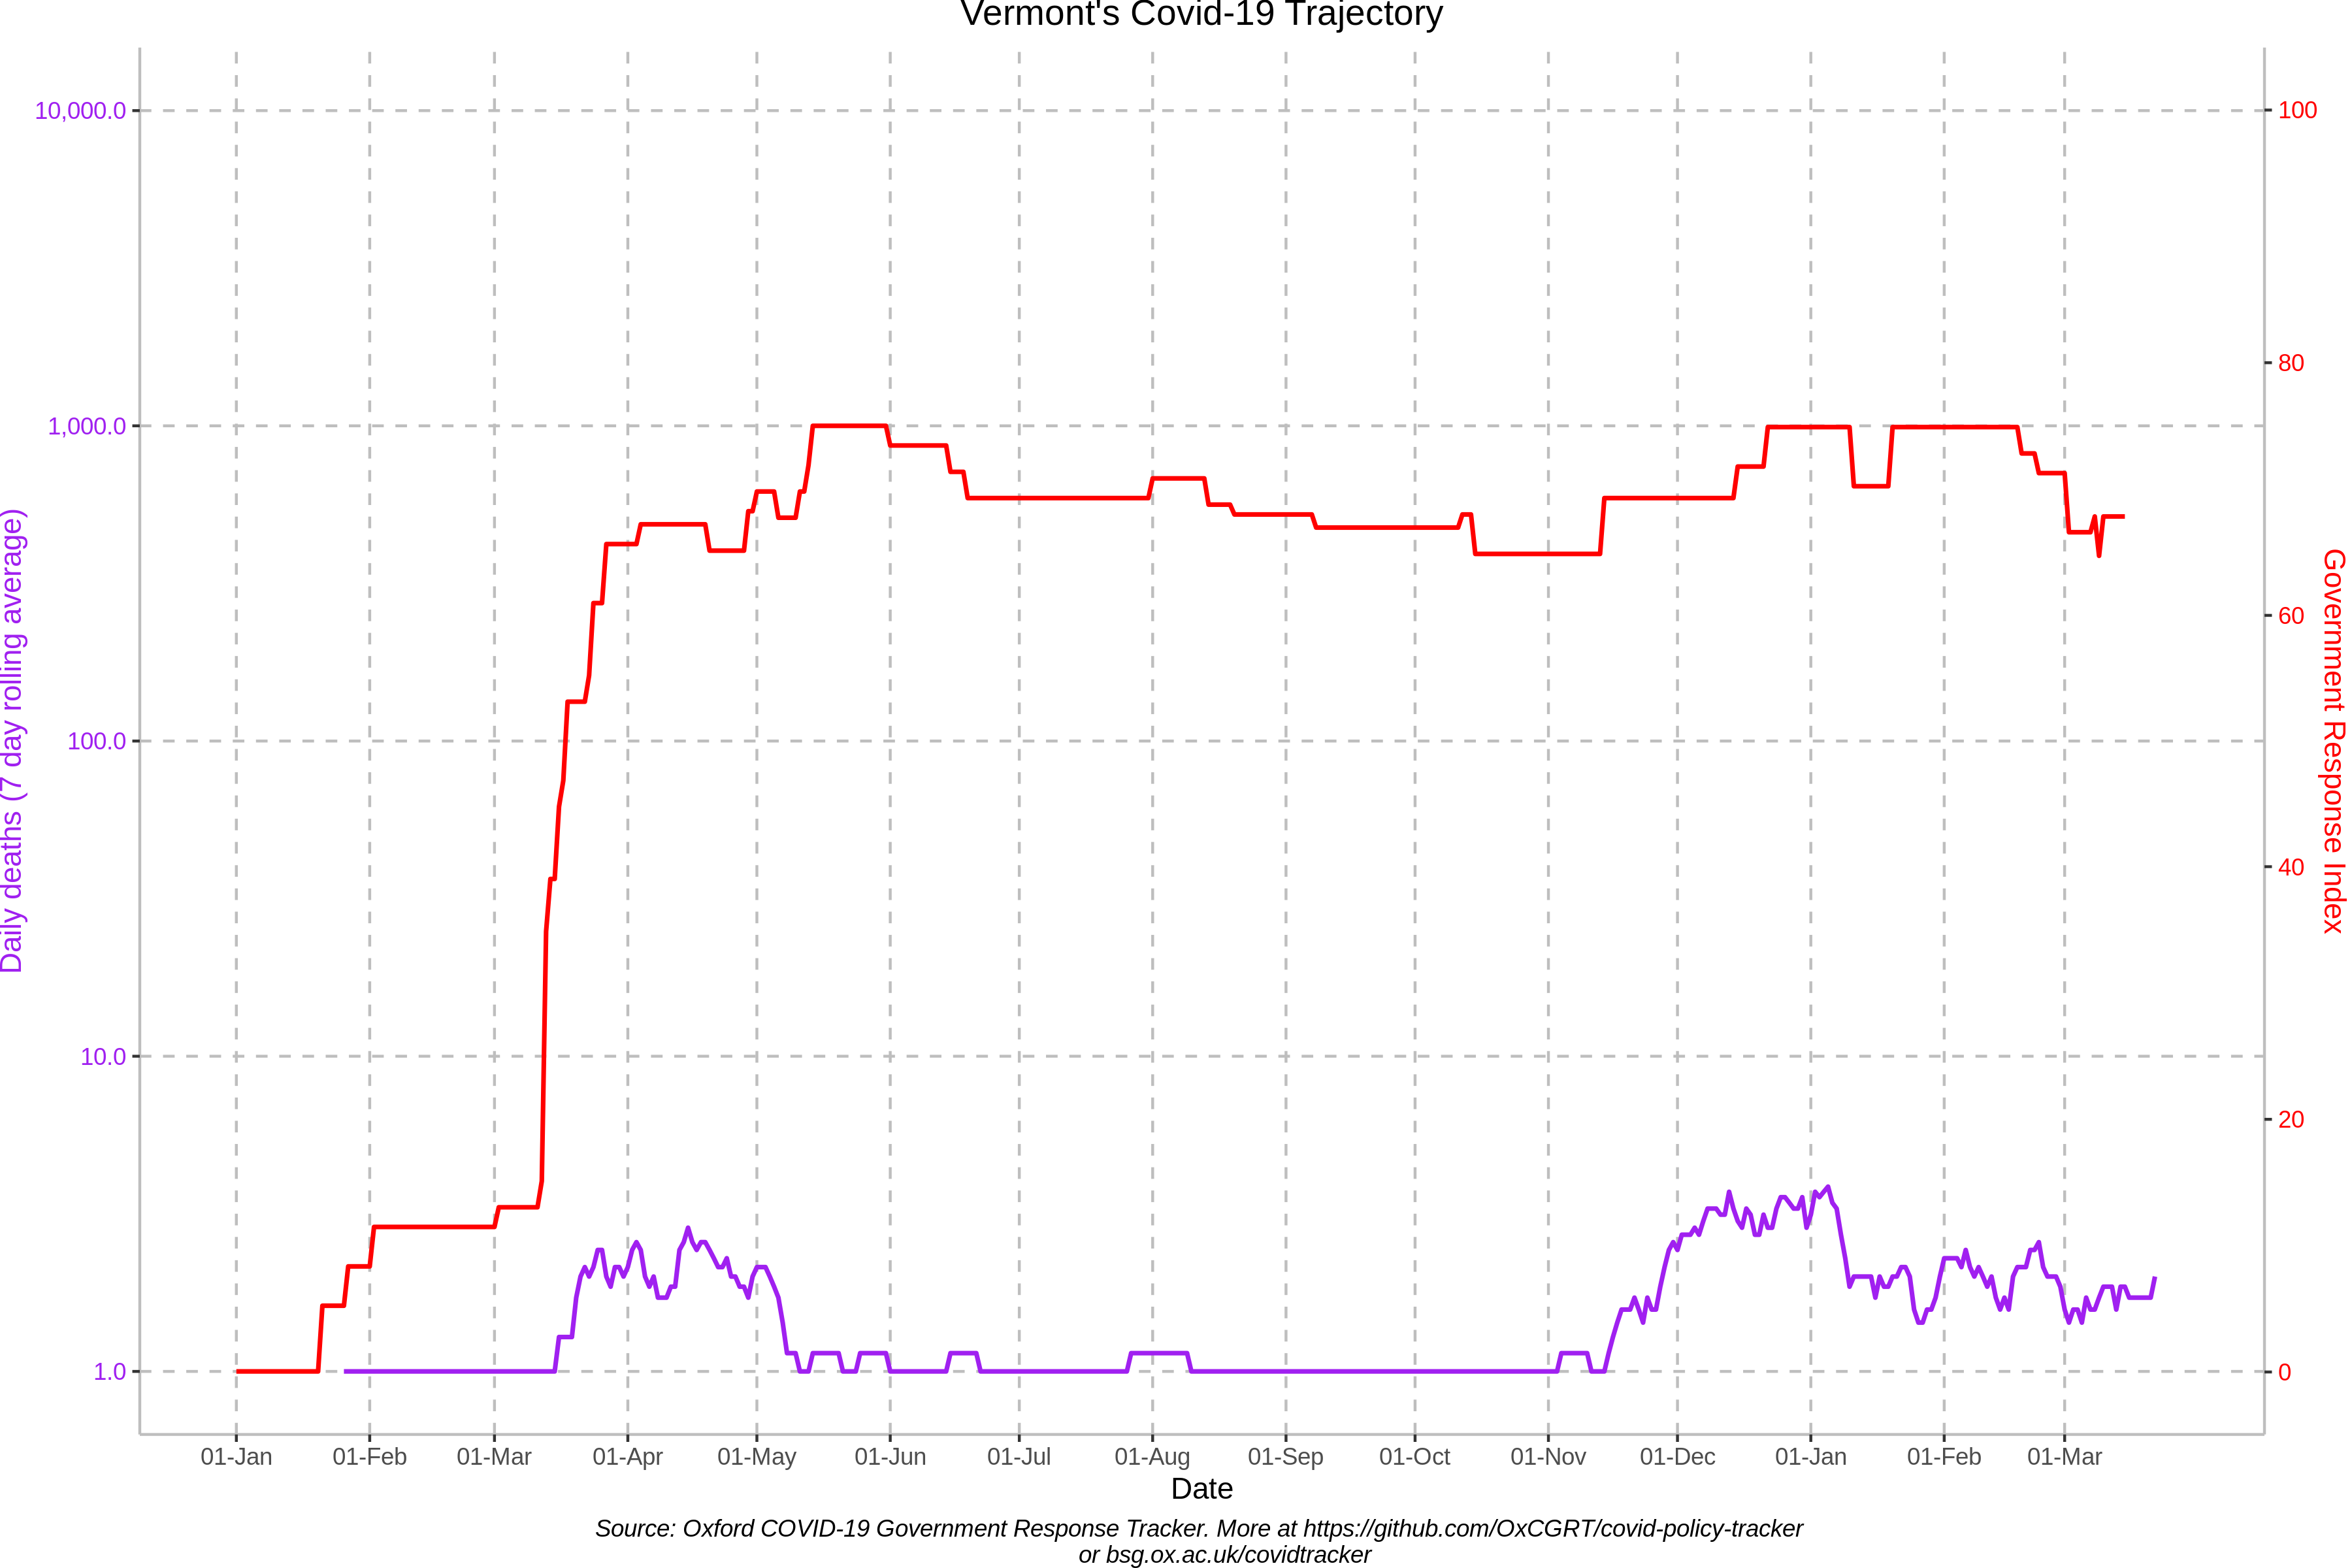 Vermont's Covid-19 Trajectory
10,000.0
1,000.0
100.0
10.0
1.0
Daily deaths (7 day rolling average)
100
80
60
40
20
0
Government Response Index
01-Jan 01-Feb 01-Mar 01-Apr 01-May 01-Jun 01-Jul 01-Aug 01-Sep 01-Oct 01-Nov 01-Dec 01-Jan 01-Feb 01-Mar
Date
Source: Oxford COVID-19 Government Response Tracker. More at https://github.com/OxCGRT/covid-policy-tracker
or bsg.ox.ac.uk/covidtracker